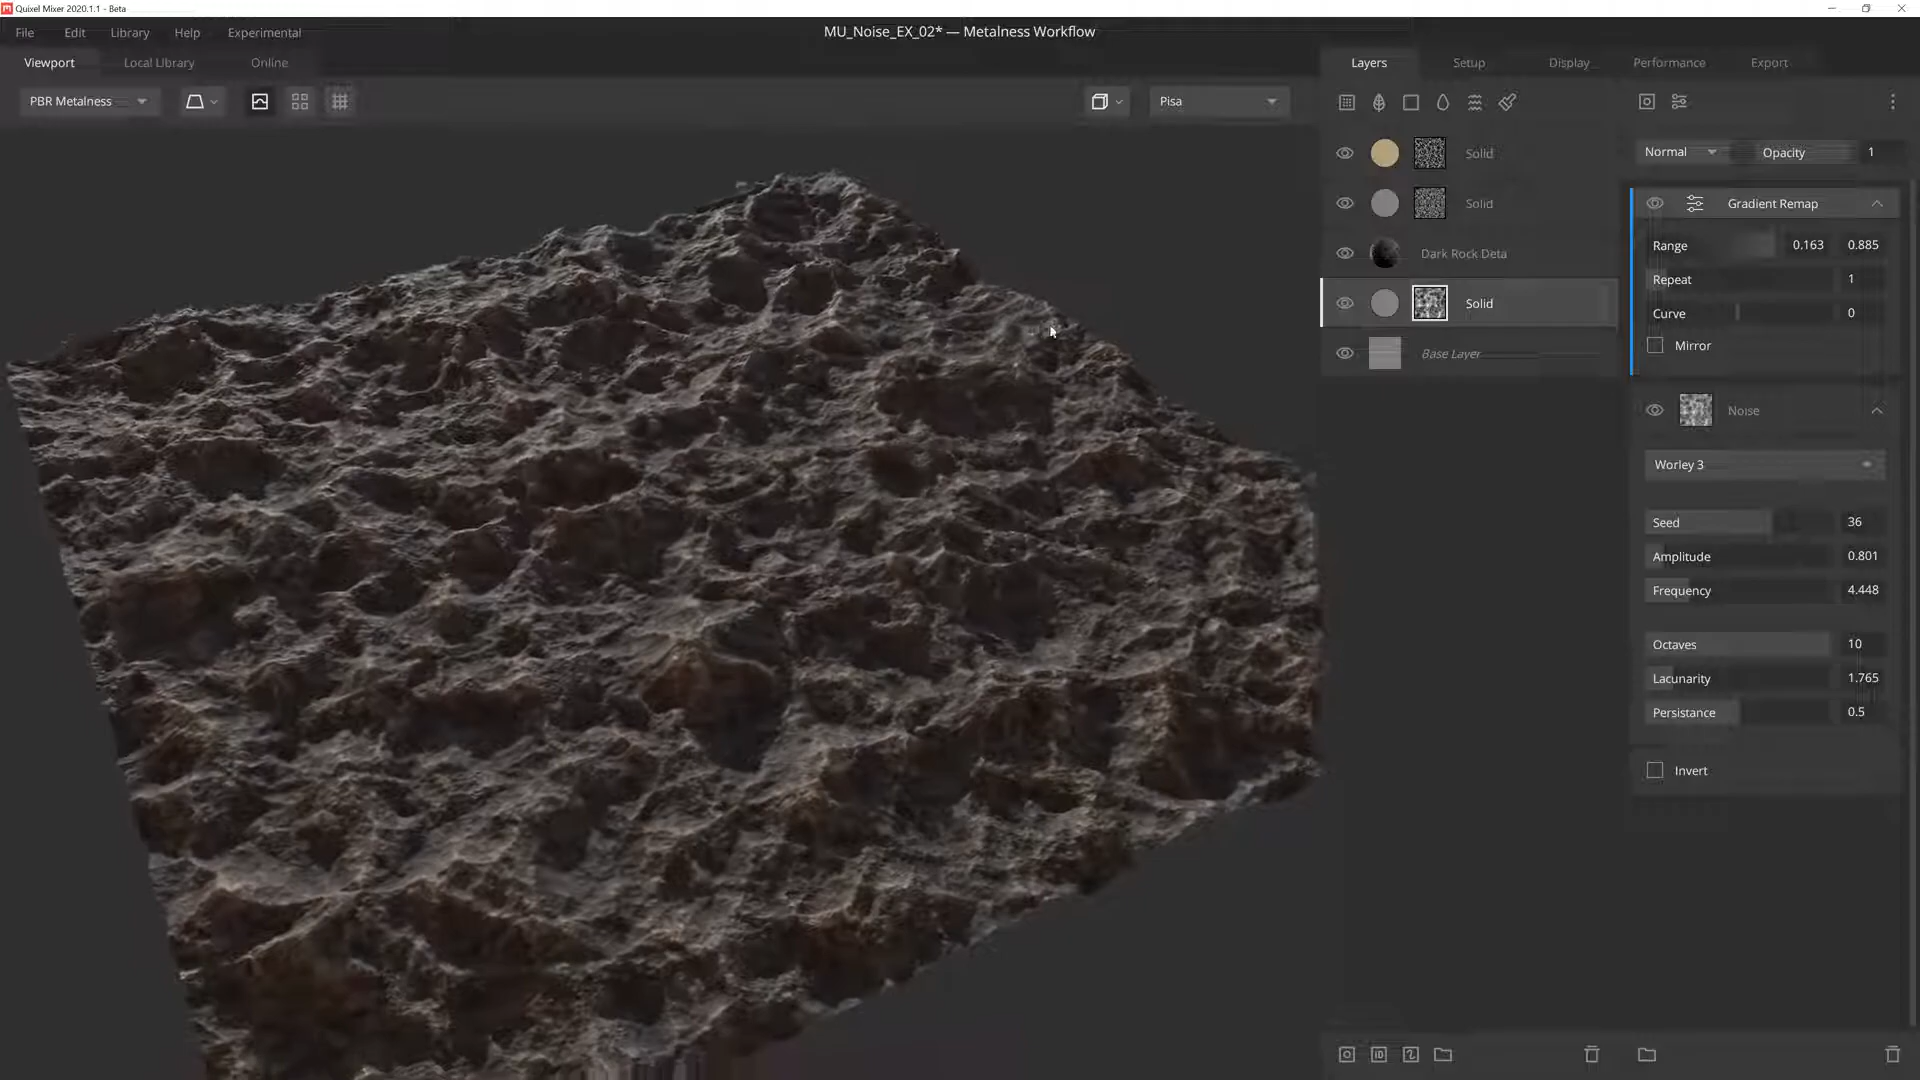 Quixel Mixer 2020.1.1 - Beta
File Edit Library Help Experimental
MU_Noise_EX_02* — Metalness Workflow
Viewport Local Library Online
Layers Setup Display Performance Export
PBR Metalness
Pisa
Solid
Solid
Dark Rock Deta
Solid
Base Layer
Normal Opacity 1
Gradient Remap
Range 0.163 0.885
Repeat 1
Curve 0
Mirror
Noise
Worley 3
Seed 36
Amplitude 0.801
Frequency 4.448
Octaves 10
Lacunarity 1.765
Persistance 0.5
Invert